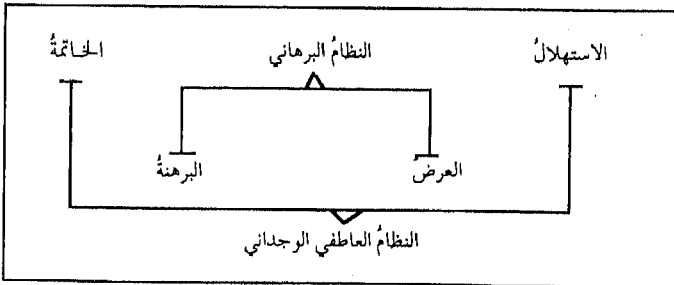 الاستهلالُ
النظامُ البرهاني
الخاتمةُ
العرضُ
البرهنةُ
النظامُ العاطفي الوجداني